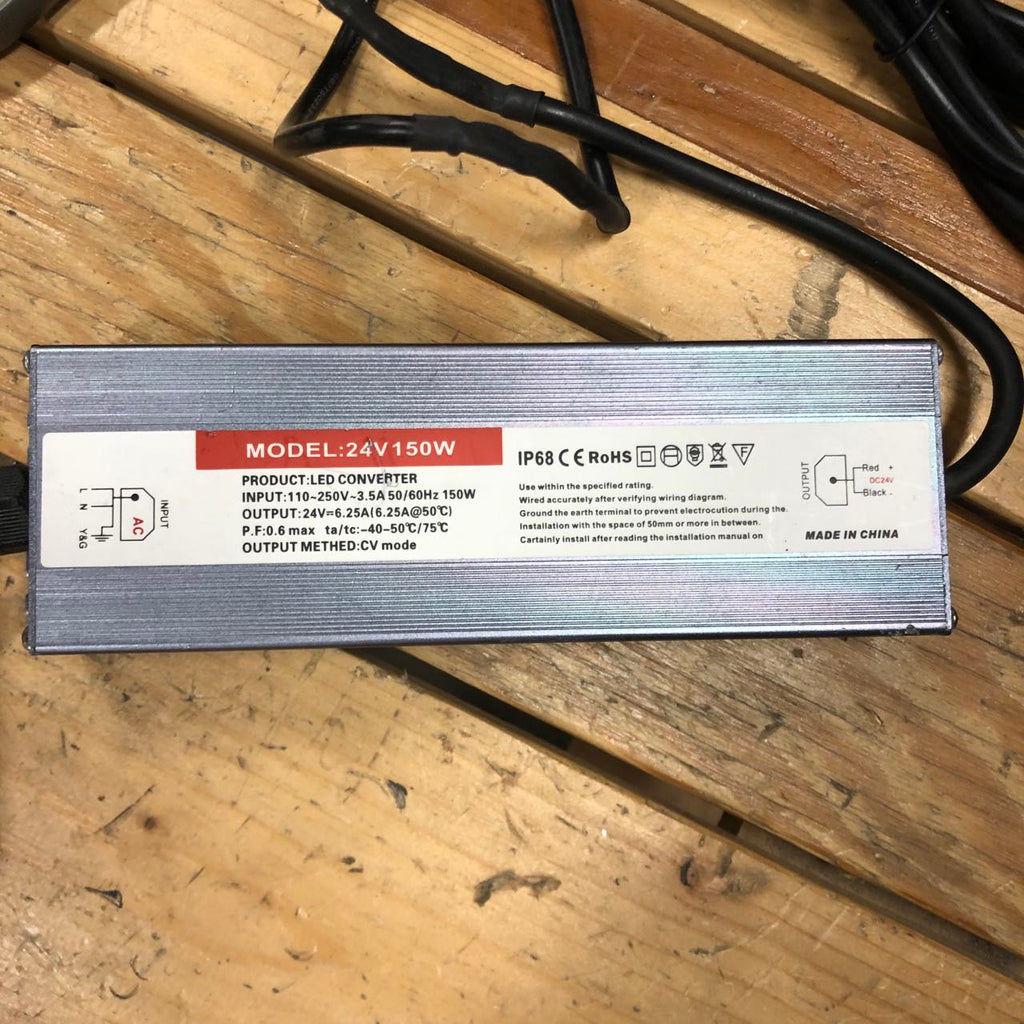 MODEL:24V150W
PRODUCT:LED CONVERTER
INPUT:110~250V~3.5A 50/60Hz 150W
OUTPUT:24V⎓6.25A(6.25A@50℃)
P.F:0.6 max ta/tc:-40-50℃/75℃
OUTPUT METHED:CV mode
IP68 CE RoHS F
Use within the specified rating.
Wired accurately after verifying wiring diagram.
Ground the earth terminal to prevent electrocution during the.
Installation with the space of 50mm or more in between.
Cartainly install after reading the installation manual on
INPUT
AC
L
N
Y&G
OUTPUT
Red +
DC24V
Black -
MADE IN CHINA